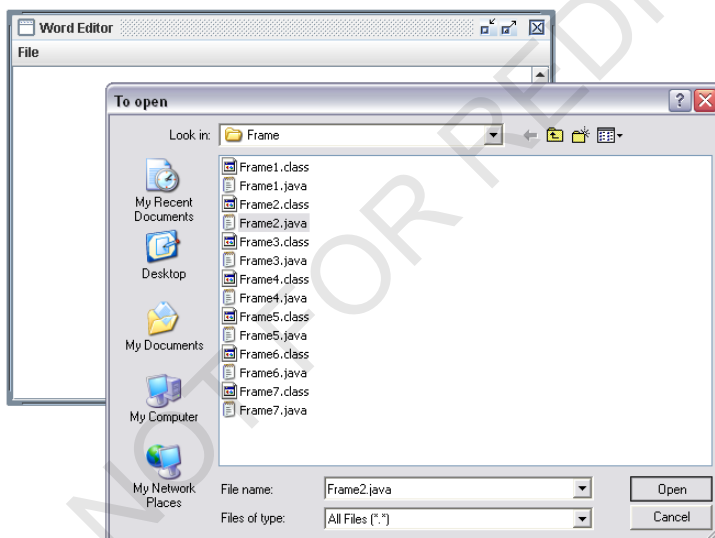 Word Editor
File
To open
?
Look in: Frame
Frame1.class
Frame1.java
Frame2.class
Frame2.java
Frame3.class
Frame3.java
Frame4.class
Frame4.java
Frame5.class
Frame5.java
Frame6.class
Frame6.java
Frame7.class
Frame7.java
My Recent
Documents
Desktop
My Documents
My Computer
My Network
Places
File name: Frame2.java Open
Files of type: All Files (*.*) Cancel
NOT FOR REDI